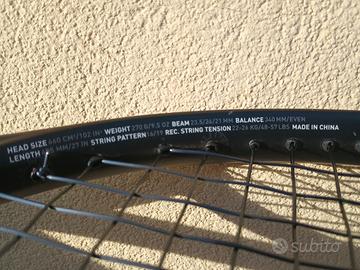 HEAD SIZE 660 CM²/102 IN² WEIGHT 270 G/9.5 OZ BEAM 23.5/26/21 MM BALANCE 340 MM/EVEN
LENGTH MM/27 IN STRING PATTERN 16/19 REC. STRING TENSION 22-26 KG/48-57 LBS MADE IN CHINA
subito